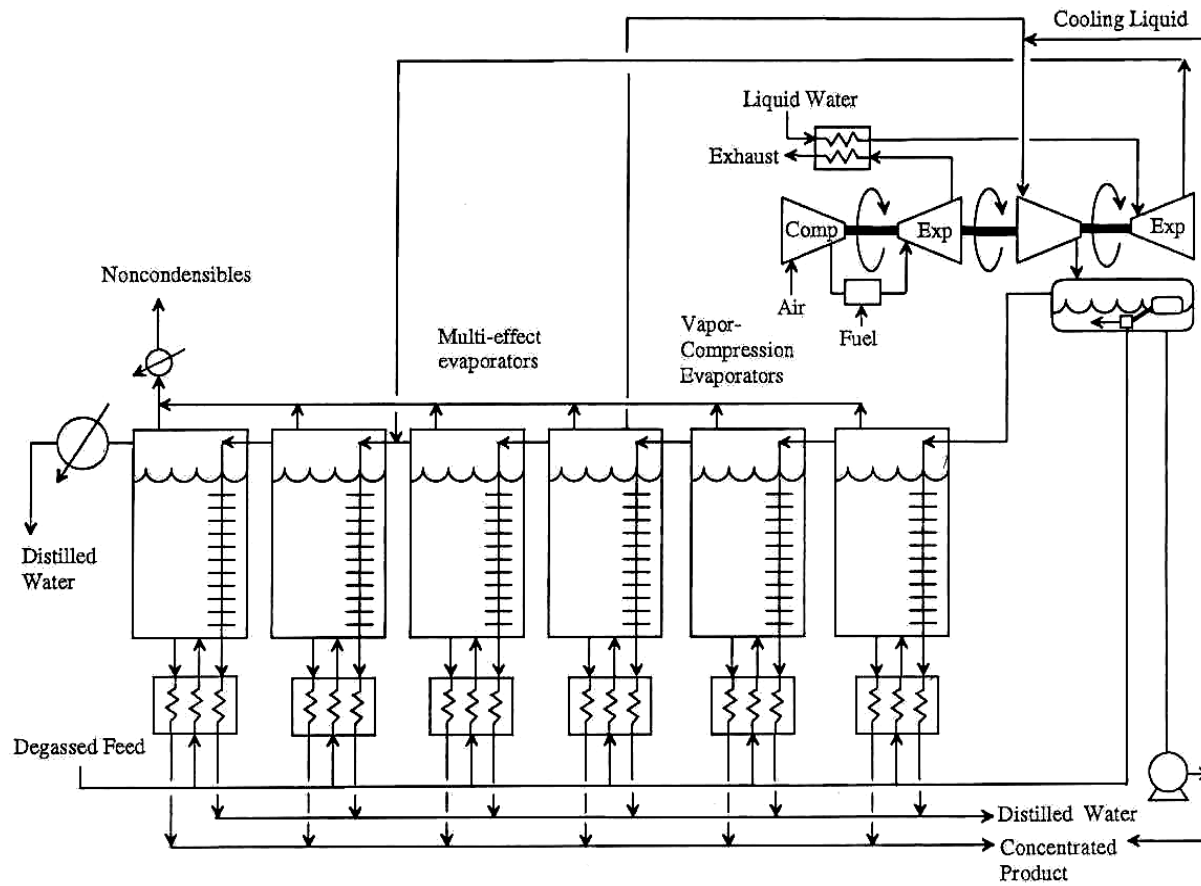 Cooling Liquid
Liquid Water
Exhaust
Comp
Exp
Exp
Noncondensibles
Air
Fuel
Multi-effect
evaporators
Vapor-
Compression
Evaporators
Distilled
Water
Degassed Feed
Distilled Water
Concentrated
Product